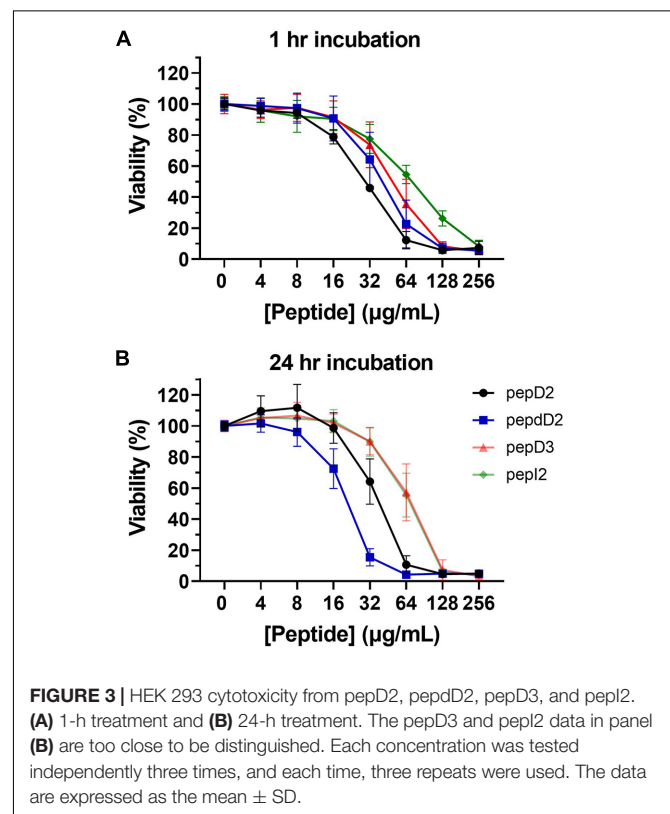 A
1 hr incubation
120
100
80
60
40
20
0
Viability (%)
0 4 8 16 32 64 128 256
[Peptide] (µg/mL)
B
24 hr incubation
120
100
80
60
40
20
0
Viability (%)
pepD2
pepdD2
pepD3
pepI2
0 4 8 16 32 64 128 256
[Peptide] (µg/mL)
FIGURE 3 | HEK 293 cytotoxicity from pepD2, pepdD2, pepD3, and pepI2.
(A) 1-h treatment and (B) 24-h treatment. The pepD3 and pepI2 data in panel
(B) are too close to be distinguished. Each concentration was tested
independently three times, and each time, three repeats were used. The data
are expressed as the mean ± SD.